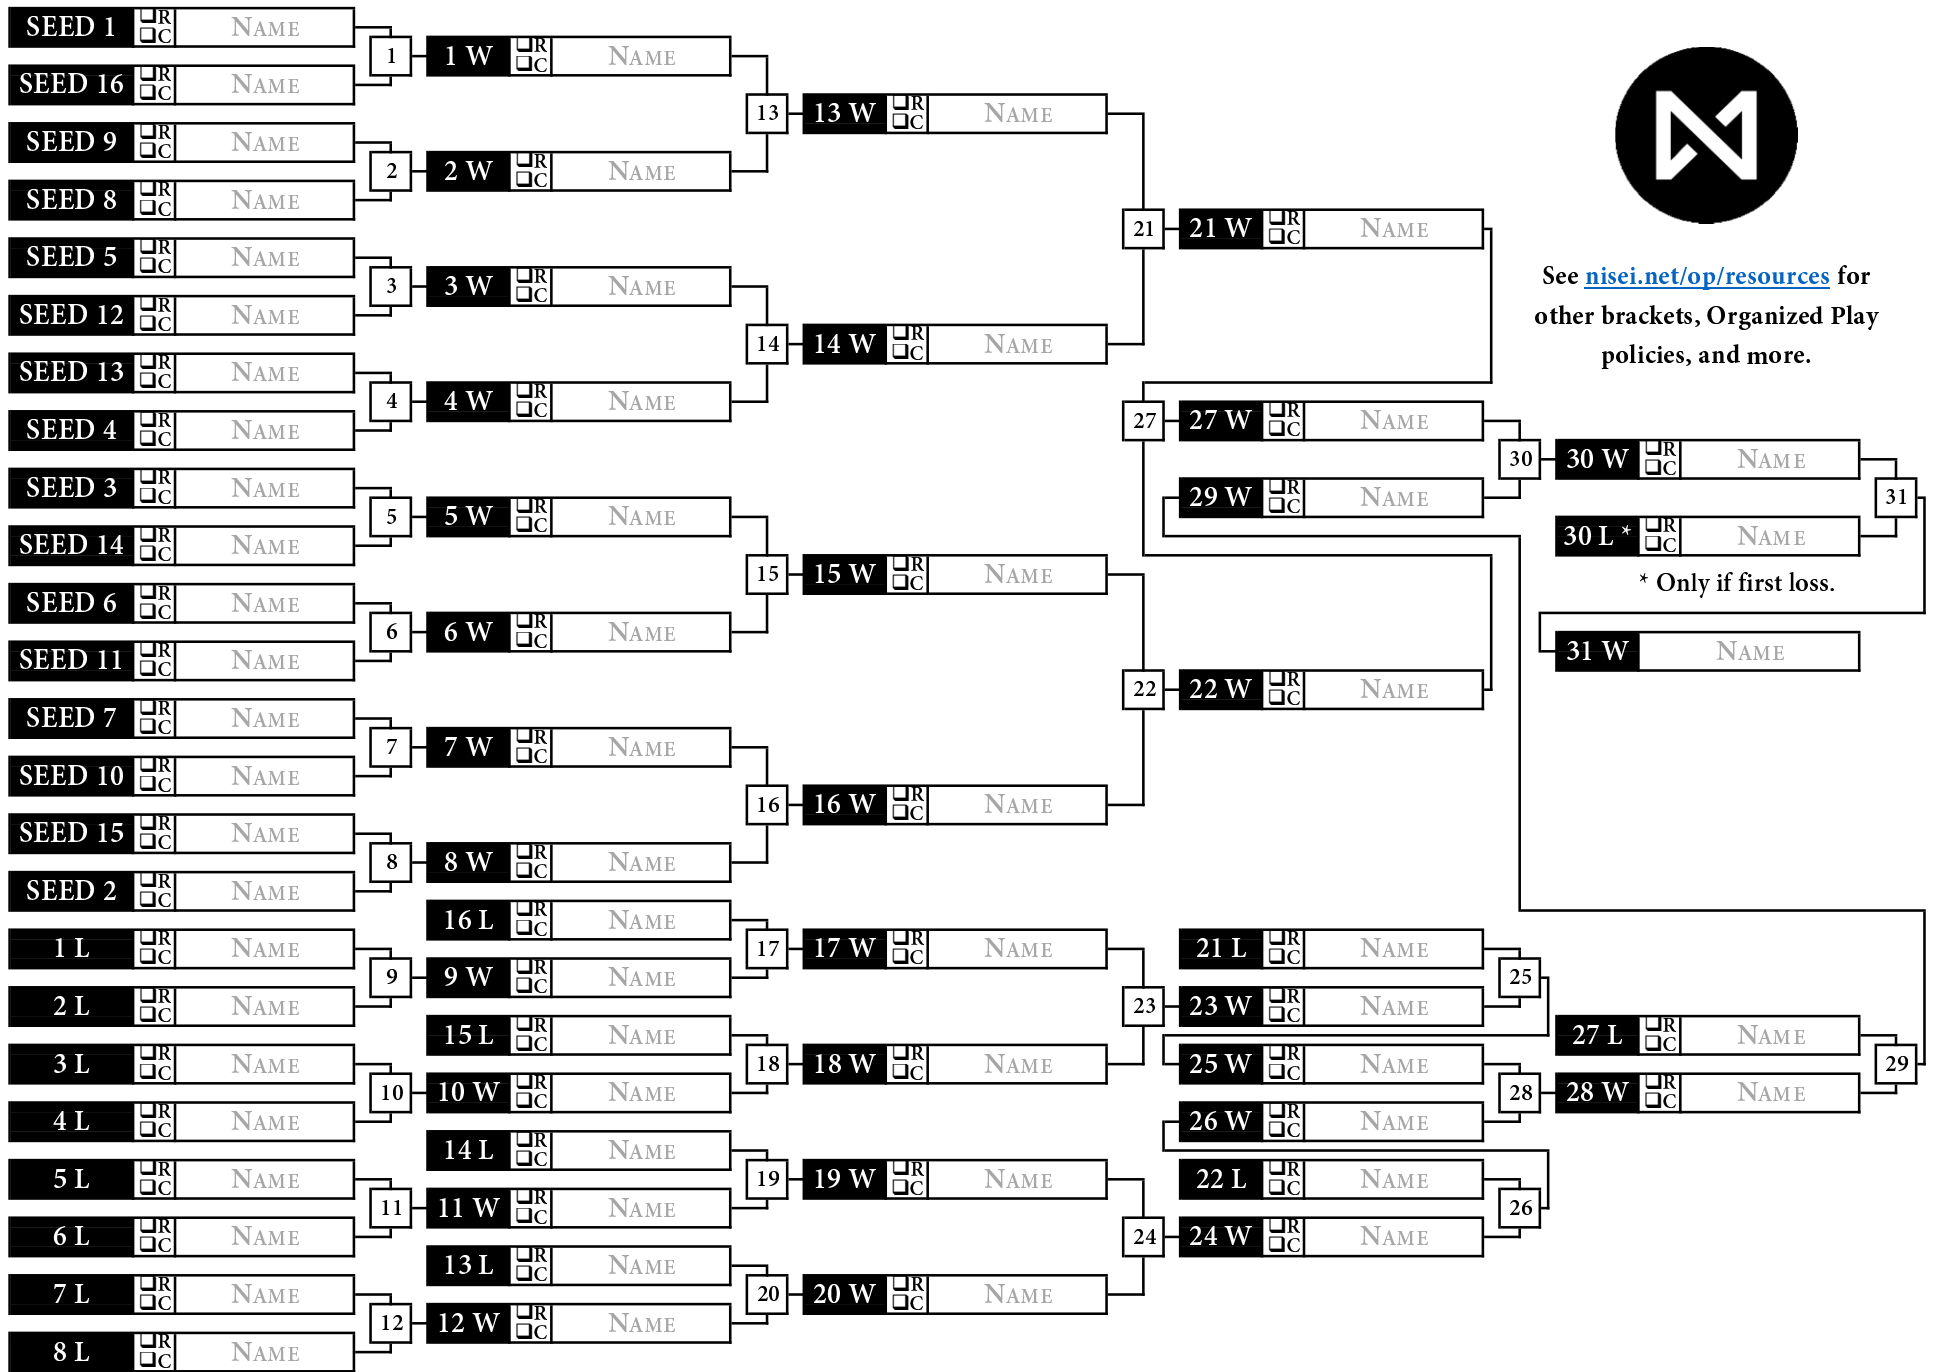 SEED 1 ❑R ❑C NAME
SEED 16 ❑R ❑C NAME
SEED 9 ❑R ❑C NAME
SEED 8 ❑R ❑C NAME
SEED 5 ❑R ❑C NAME
SEED 12 ❑R ❑C NAME
SEED 13 ❑R ❑C NAME
SEED 4 ❑R ❑C NAME
SEED 3 ❑R ❑C NAME
SEED 14 ❑R ❑C NAME
SEED 6 ❑R ❑C NAME
SEED 11 ❑R ❑C NAME
SEED 7 ❑R ❑C NAME
SEED 10 ❑R ❑C NAME
SEED 15 ❑R ❑C NAME
SEED 2 ❑R ❑C NAME
1 L ❑R ❑C NAME
2 L ❑R ❑C NAME
3 L ❑R ❑C NAME
4 L ❑R ❑C NAME
5 L ❑R ❑C NAME
6 L ❑R ❑C NAME
7 L ❑R ❑C NAME
8 L ❑R ❑C NAME
1
2
3
4
5
6
7
8
9
10
11
12
1 W ❑R ❑C NAME
2 W ❑R ❑C NAME
3 W ❑R ❑C NAME
4 W ❑R ❑C NAME
5 W ❑R ❑C NAME
6 W ❑R ❑C NAME
7 W ❑R ❑C NAME
8 W ❑R ❑C NAME
16 L ❑R ❑C NAME
9 W ❑R ❑C NAME
15 L ❑R ❑C NAME
10 W ❑R ❑C NAME
14 L ❑R ❑C NAME
11 W ❑R ❑C NAME
13 L ❑R ❑C NAME
12 W ❑R ❑C NAME
13
14
15
16
17
18
19
20
13 W ❑R ❑C NAME
14 W ❑R ❑C NAME
15 W ❑R ❑C NAME
16 W ❑R ❑C NAME
17 W ❑R ❑C NAME
18 W ❑R ❑C NAME
19 W ❑R ❑C NAME
20 W ❑R ❑C NAME
21
27
22
23
24
21 W ❑R ❑C NAME
27 W ❑R ❑C NAME
29 W ❑R ❑C NAME
22 W ❑R ❑C NAME
21 L ❑R ❑C NAME
23 W ❑R ❑C NAME
25 W ❑R ❑C NAME
26 W ❑R ❑C NAME
22 L ❑R ❑C NAME
24 W ❑R ❑C NAME
30
25
28
26
See nisei.net/op/resources for
other brackets, Organized Play
policies, and more.
30 W ❑R ❑C NAME
30 L * ❑R ❑C NAME
* Only if first loss.
31 W NAME
27 L ❑R ❑C NAME
28 W ❑R ❑C NAME
31
29